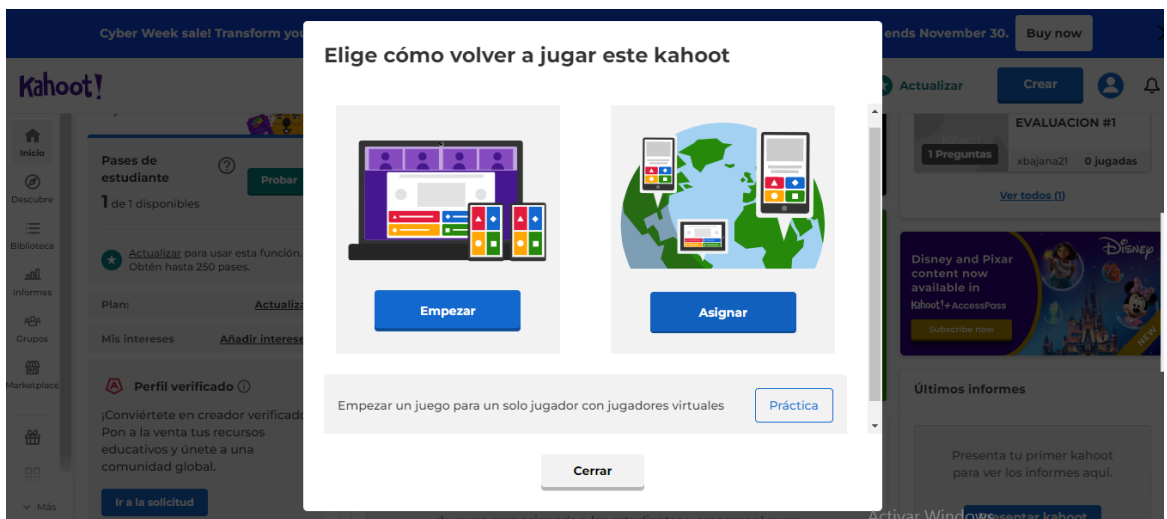 Cyber Week sale! Transform you
ends November 30.
Buy now
Kahoot!
Actualizar
Crear
Inicio
Descubre
Biblioteca
Informes
Grupos
Marketplace
Más
Pases de
estudiante
Probar
1 de 1 disponibles
Actualizar para usar esta función.
Obtén hasta 250 pases.
Plan:
Actualiza
Mis intereses
Añadir interese
Perfil verificado
¡Conviértete en creador verificado
Pon a la venta tus recursos
educativos y únete a una
comunidad global.
Ir a la solicitud
Elige cómo volver a jugar este kahoot
Empezar
Asignar
Empezar un juego para un solo jugador con jugadores virtuales
Práctica
Cerrar
EVALUACION #1
Kahoot!
1 Preguntas
xbajana21
0 jugadas
Ver todos (1)
Disney and Pixar
content now
available in
Kahoot!+AccessPass
Subscribe now
Disney
NEW
Últimos informes
Presenta tu primer kahoot
para ver los informes aquí.
Presentar kahoot
Activar Windows